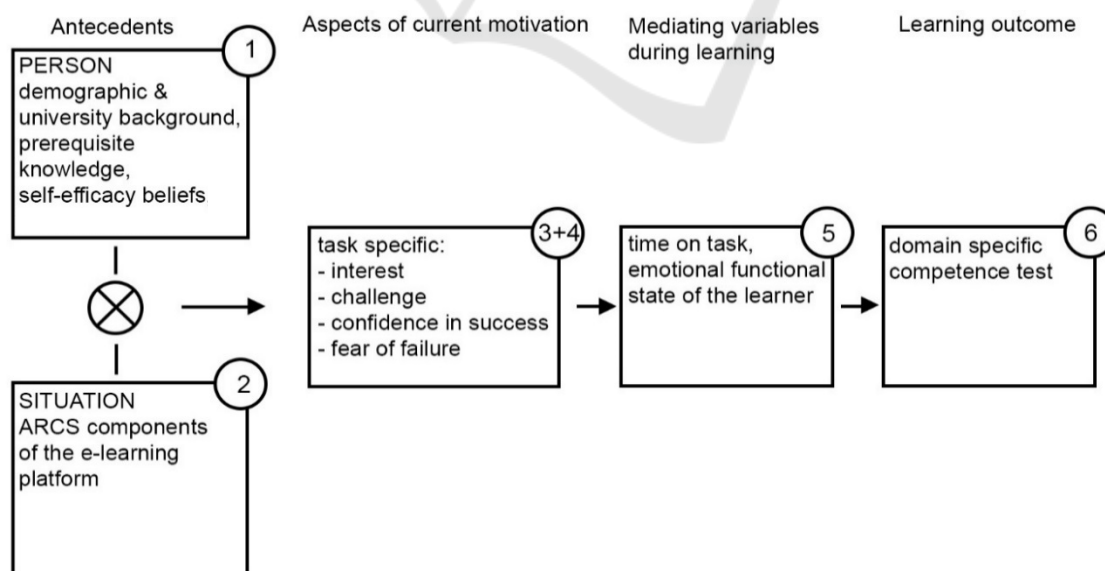 Antecedents
Aspects of current motivation
Mediating variables
during learning
Learning outcome
1
PERSON
demographic &
university background,
prerequisite
knowledge,
self-efficacy beliefs
2
SITUATION
ARCS components
of the e-learning
platform
3+4
task specific:
- interest
- challenge
- confidence in success
- fear of failure
5
time on task,
emotional functional
state of the learner
6
domain specific
competence test